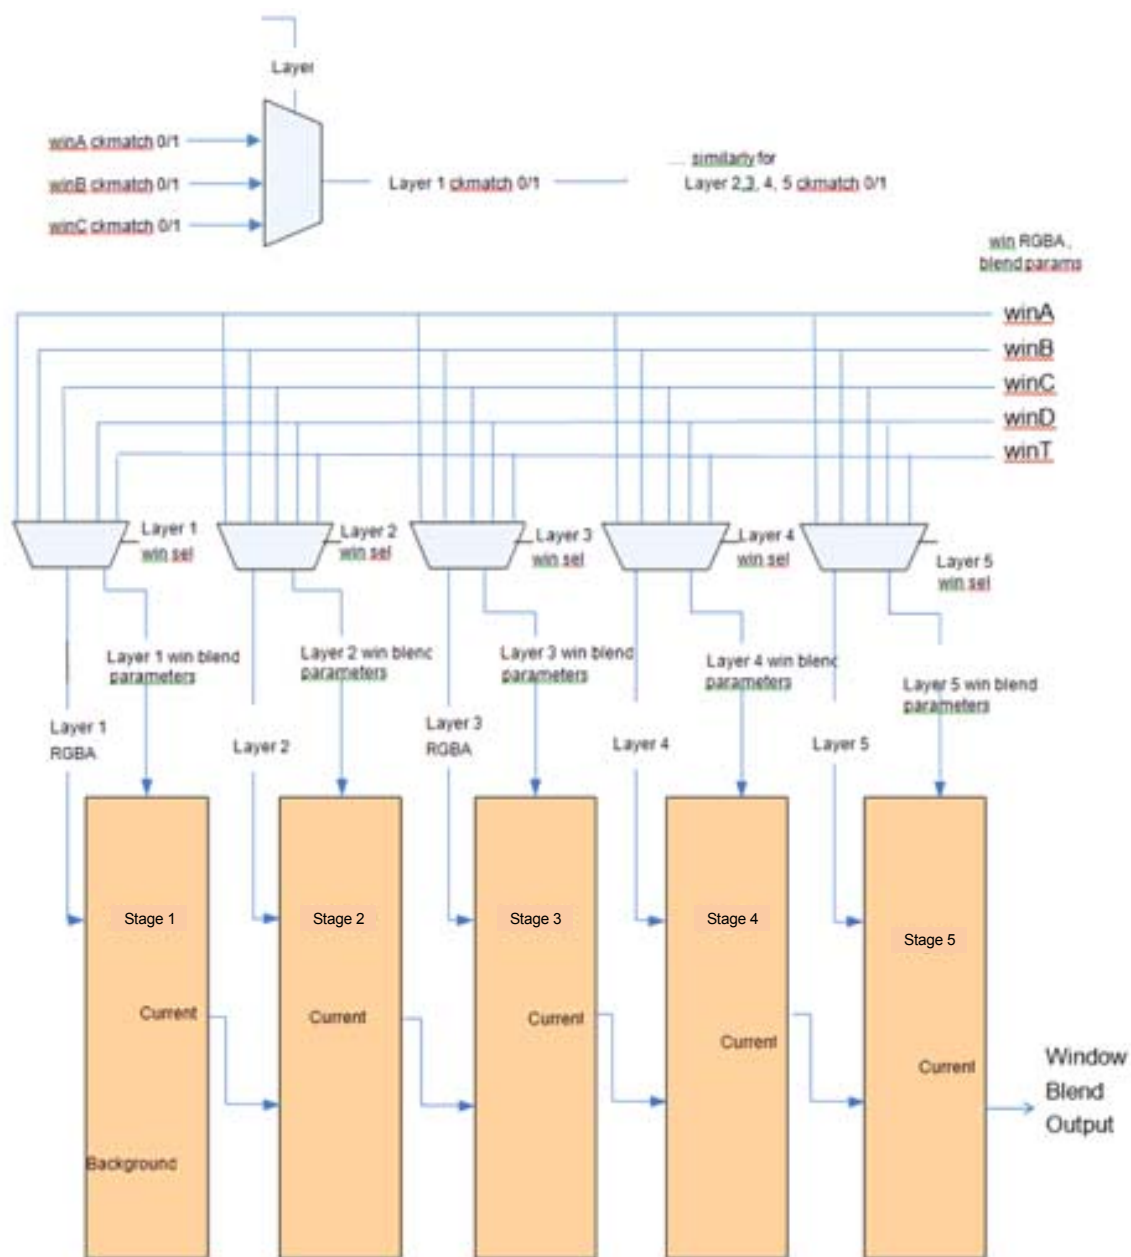 Layer
winA ckmatch 0/1
winB ckmatch 0/1
winC ckmatch 0/1
Layer 1 ckmatch 0/1
... similarly for
Layer 2,3, 4, 5 ckmatch 0/1
win RGBA ,
blend params
winA
winB
winC
winD
winT
Layer 1
win sel
Layer 2
win sel
Layer 3
win sel
Layer 4
win sel
Layer 5
win sel
Layer 1 win blend
parameters
Layer 2 win blend
parameters
Layer 3 win blend
parameters
Layer 4 win blend
parameters
Layer 5 win blend
parameters
Layer 1
RGBA
Layer 2
Layer 3
RGBA
Layer 4
Layer 5
Stage 1
Stage 2
Stage 3
Stage 4
Stage 5
Current
Current
Current
Current
Current
Background
Window
Blend
Output